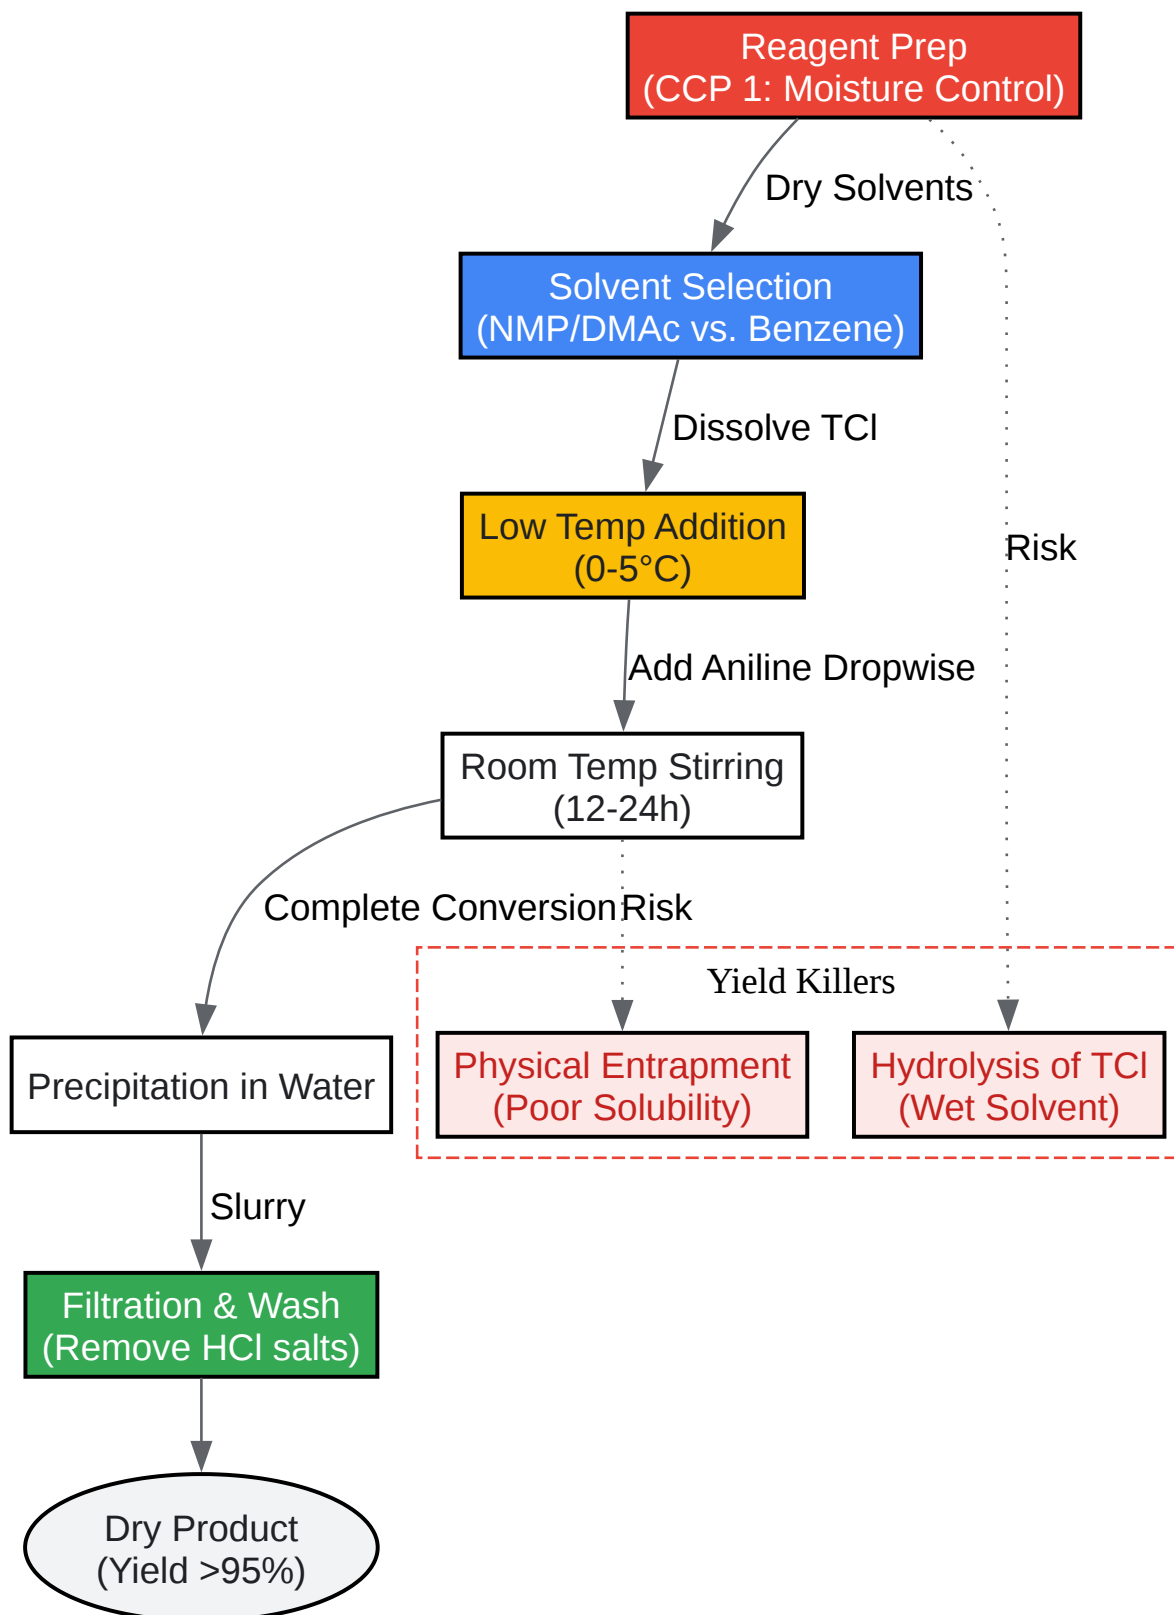 Reagent Prep
(CCP 1: Moisture Control)
Dry Solvents
Solvent Selection
(NMP/DMAc vs. Benzene)
Dissolve TCl
Low Temp Addition
(0-5°C)
Risk
Add Aniline Dropwise
Room Temp Stirring
(12-24h)
Complete Conversion
Risk
Yield Killers
Precipitation in Water
Physical Entrapment
(Poor Solubility)
Hydrolysis of TCl
(Wet Solvent)
Slurry
Filtration & Wash
(Remove HCl salts)
Dry Product
(Yield >95%)